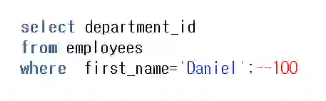 select department_id
from employees
where  first_name='Daniel';--100